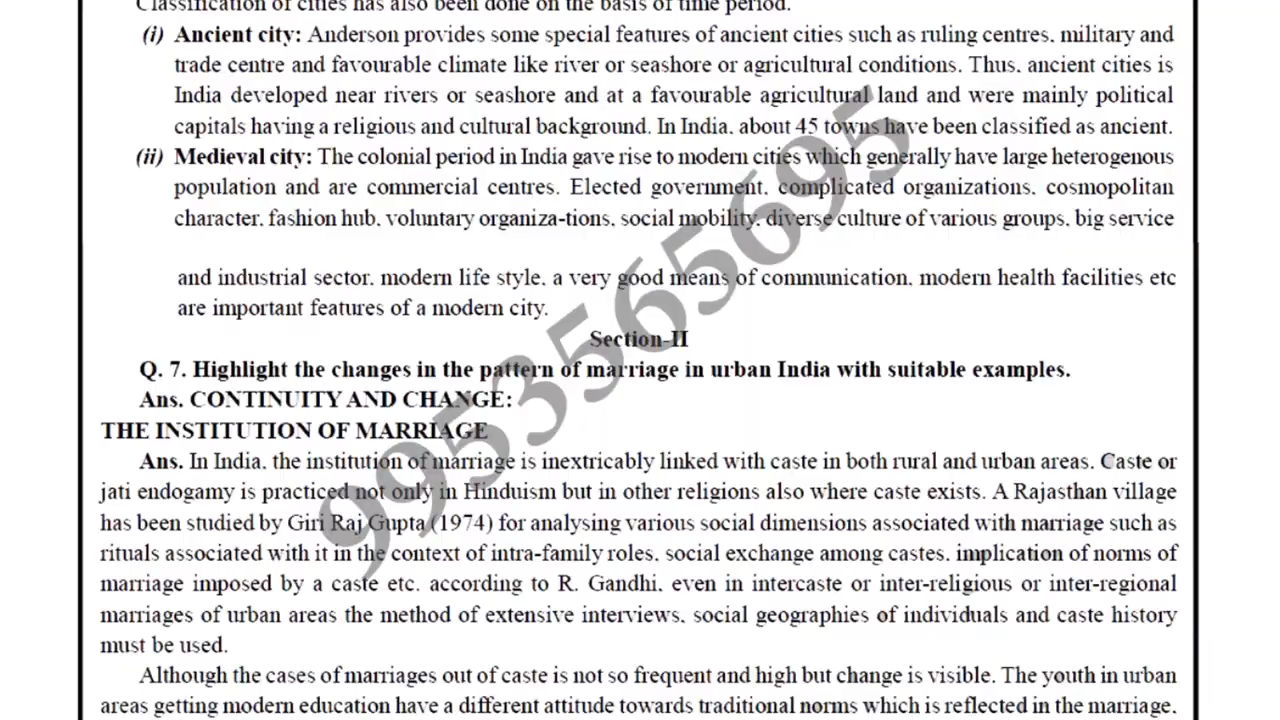 Classification of cities has also been done on the basis of time period.
(i) Ancient city: Anderson provides some special features of ancient cities such as ruling centres, military and
trade centre and favourable climate like river or seashore or agricultural conditions. Thus, ancient cities is
India developed near rivers or seashore and at a favourable agricultural land and were mainly political
capitals having a religious and cultural background. In India, about 45 towns have been classified as ancient.
(ii) Medieval city: The colonial period in India gave rise to modern cities which generally have large heterogenous
population and are commercial centres. Elected government, complicated organizations, cosmopolitan
character, fashion hub, voluntary organiza-tions, social mobility, diverse culture of various groups, big service
and industrial sector, modern life style, a very good means of communication, modern health facilities etc
are important features of a modern city.
Section-II
Q. 7. Highlight the changes in the pattern of marriage in urban India with suitable examples.
Ans. CONTINUITY AND CHANGE:
THE INSTITUTION OF MARRIAGE
Ans. In India, the institution of marriage is inextricably linked with caste in both rural and urban areas. Caste or
jati endogamy is practiced not only in Hinduism but in other religions also where caste exists. A Rajasthan village
has been studied by Giri Raj Gupta (1974) for analysing various social dimensions associated with marriage such as
rituals associated with it in the context of intra-family roles, social exchange among castes, implication of norms of
marriage imposed by a caste etc. according to R. Gandhi, even in intercaste or inter-religious or inter-regional
marriages of urban areas the method of extensive interviews, social geographies of individuals and caste history
must be used.
Although the cases of marriages out of caste is not so frequent and high but change is visible. The youth in urban
areas getting modern education have a different attitude towards traditional norms which is reflected in the marriage.
9953565695